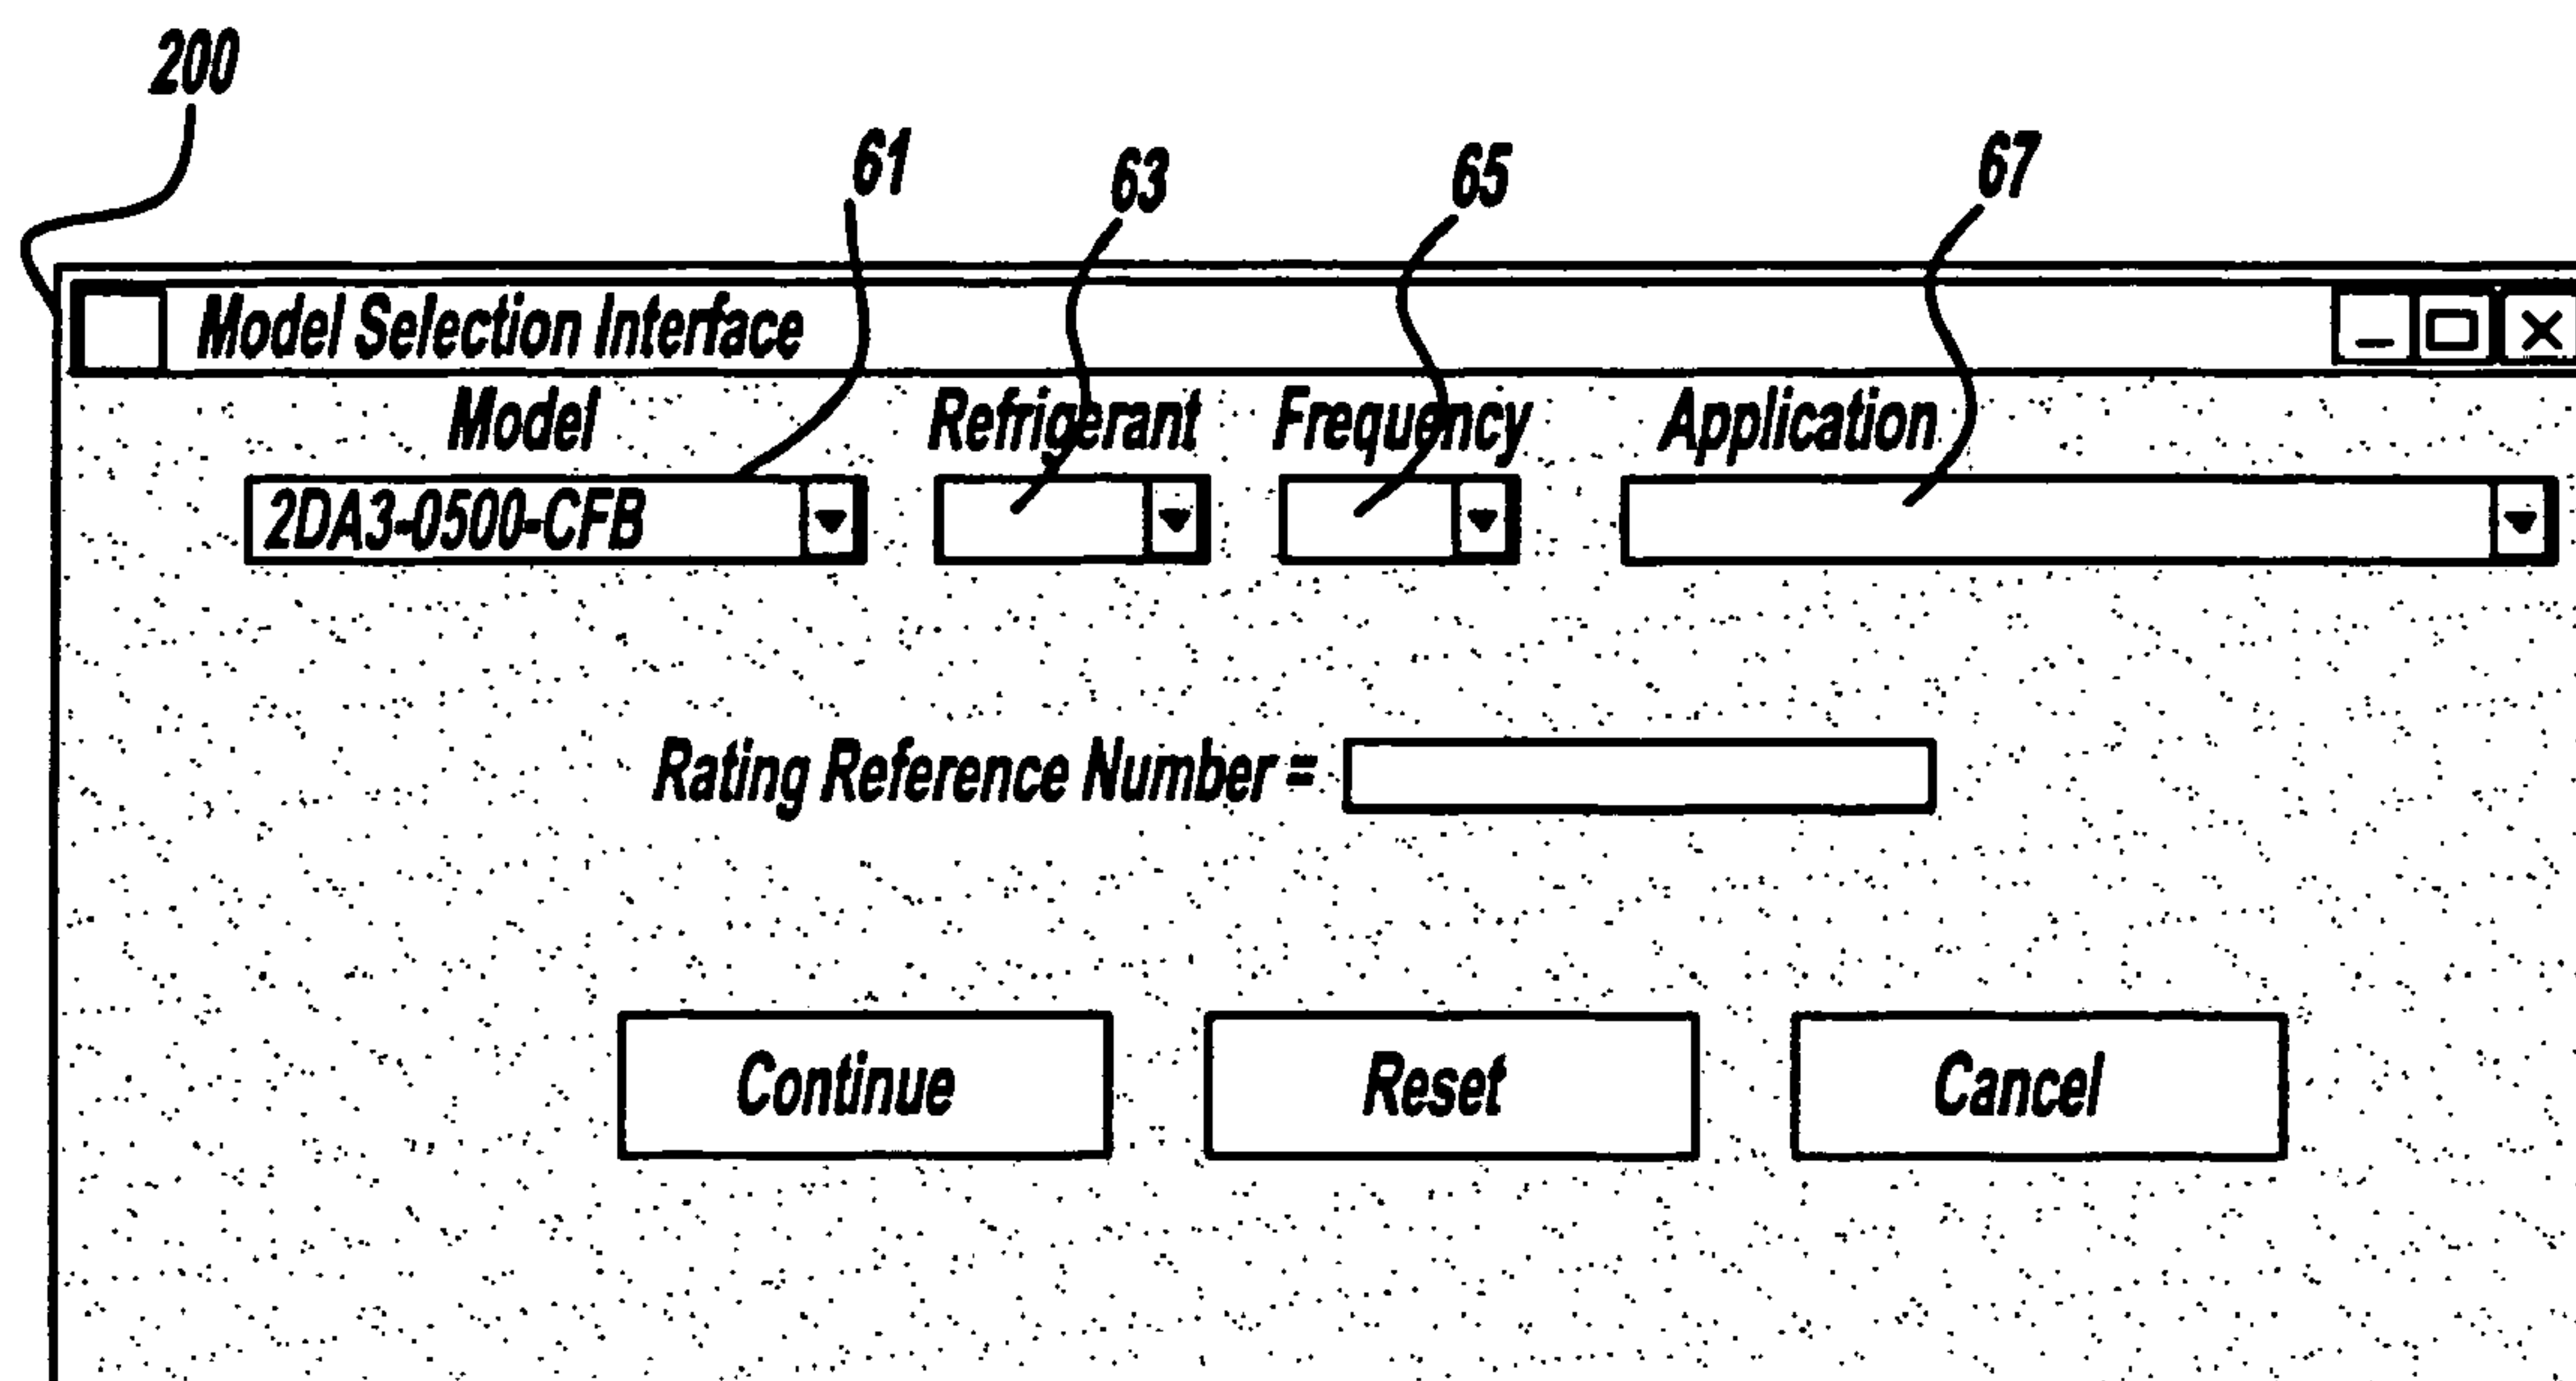 200
61 63 65 67
Model Selection Interface
Model Refrigerant Frequency Application
2DA3-0500-CFB
Rating Reference Number =
Continue Reset Cancel